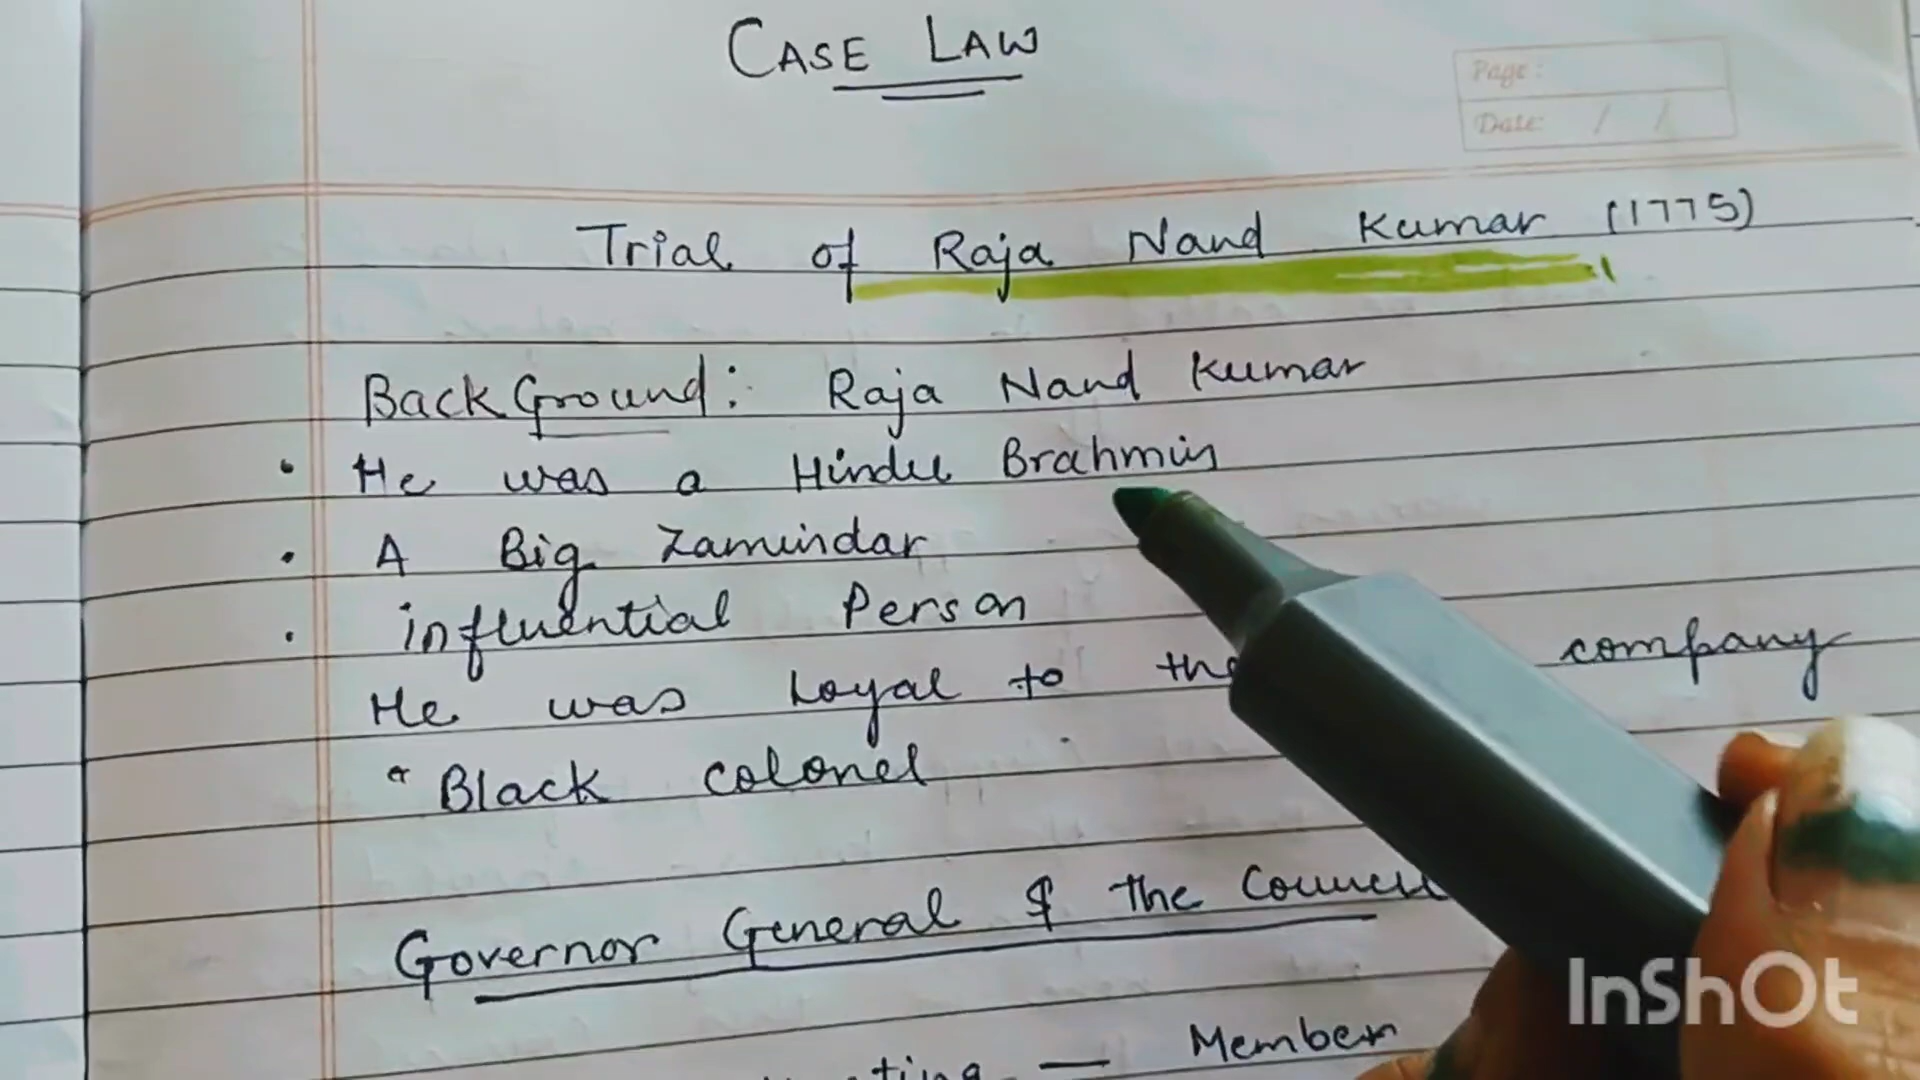 CASE LAW
Page:
Date: / /
Trial of Raja Nand Kumar (1775)
BackGround: Raja Nand Kumar
• He was a Hindu Brahmin
• A Big Zamindar
• influential Person
He was Loyal to the company
Black colonel
Governor General & the Council
Member
InShOt